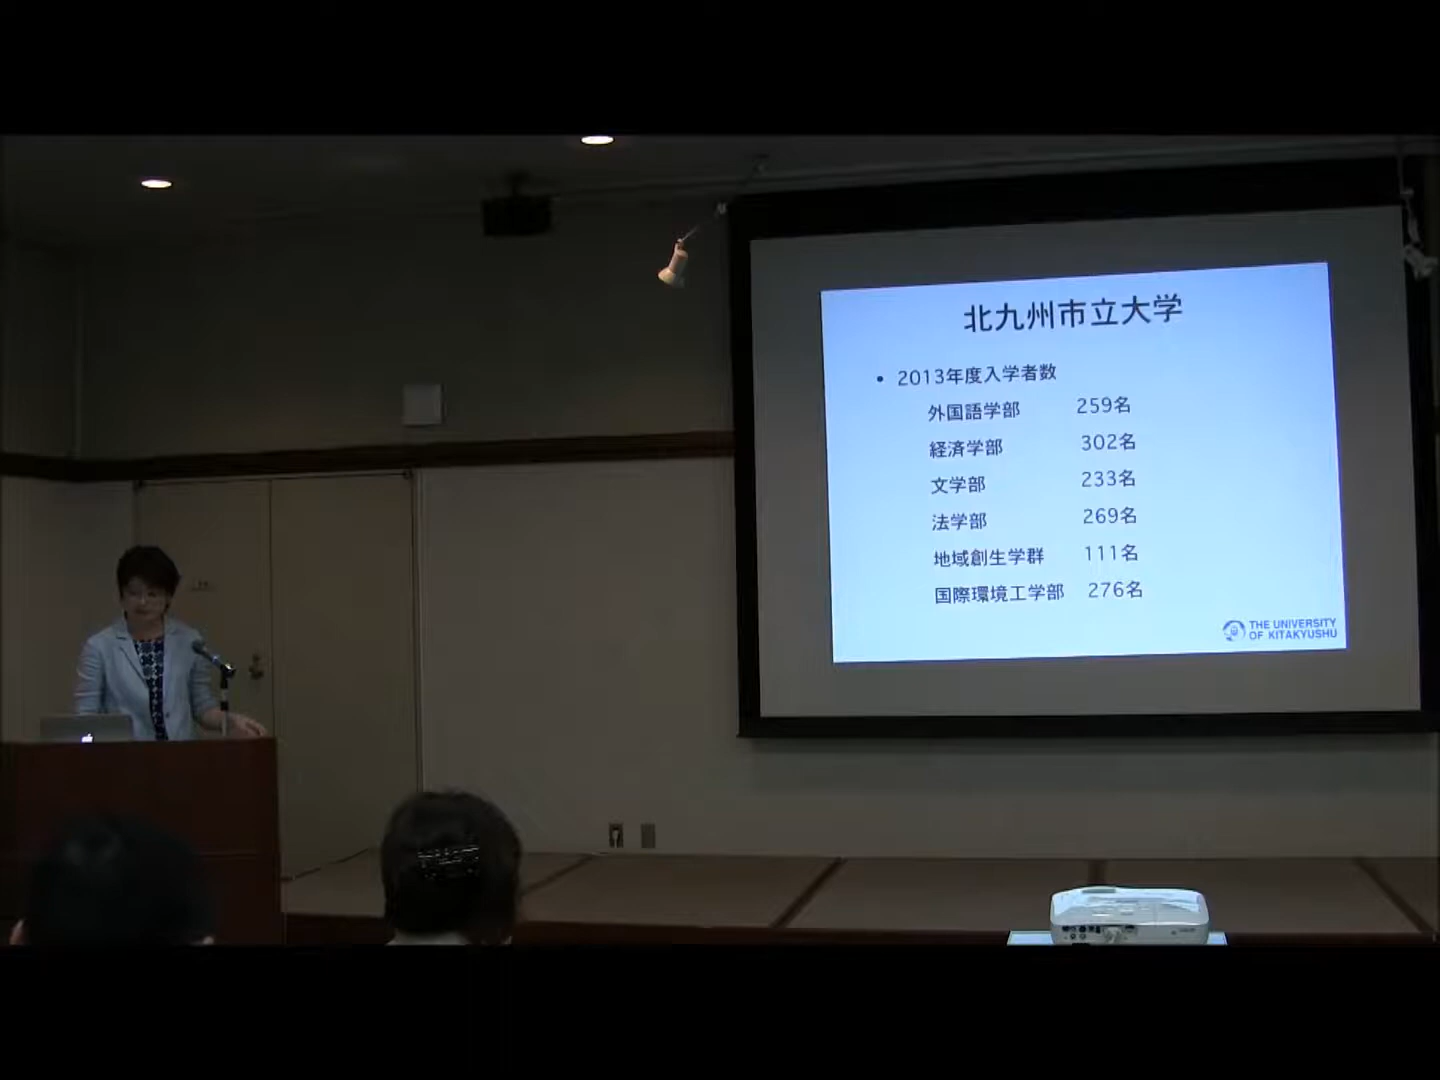 北九州市立大学
• 2013年度入学者数
外国語学部 259名
経済学部 302名
文学部 233名
法学部 269名
地域創生学群 111名
国際環境工学部 276名
THE UNIVERSITY
OF KITAKYUSHU